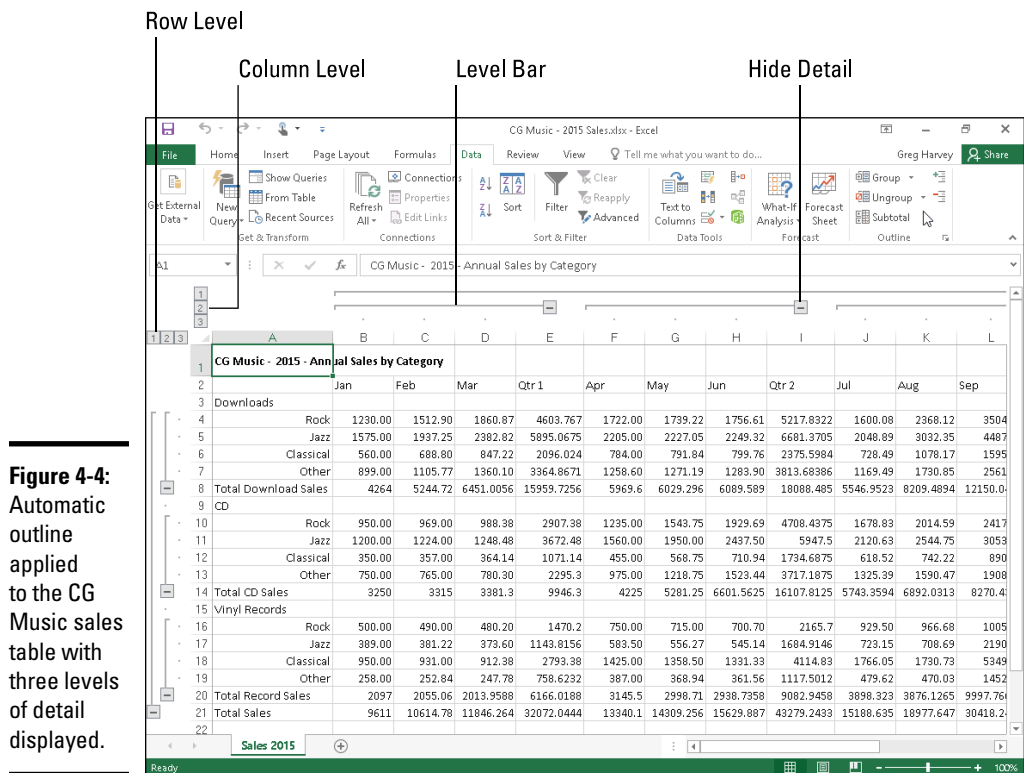 Row Level
Column Level Level Bar Hide Detail
CG Music - 2015 Sales.xlsx - Excel
File Home Insert Page Layout Formulas Data Review View Tell me what you want to do... Greg Harvey Share
Get External Data
New Query
Show Queries
From Table
Recent Sources
Get & Transform
Refresh All
Connections
Properties
Edit Links
Connections
Sort
Filter
Clear
Reapply
Advanced
Sort & Filter
Text to Columns
Data Tools
What-If Analysis
Forecast Sheet
Forecast
Group
Ungroup
Subtotal
Outline
A1 fx CG Music - 2015 - Annual Sales by Category
1
2
3
1 2 3 A B C D E F G H I J K L
1 CG Music - 2015 - Annual Sales by Category
2 Jan Feb Mar Qtr 1 Apr May Jun Qtr 2 Jul Aug Sep
3 Downloads
4 Rock 1230.00 1512.90 1860.87 4603.767 1722.00 1739.22 1756.61 5217.8322 1600.08 2368.12 3504
5 Jazz 1575.00 1937.25 2382.82 5895.0675 2205.00 2227.05 2249.32 6681.3705 2048.89 3032.35 4487
6 Classical 560.00 688.80 847.22 2096.024 784.00 791.84 799.76 2375.5984 728.49 1078.17 1595
7 Other 899.00 1105.77 1360.10 3364.8671 1258.60 1271.19 1283.90 3813.68386 1169.49 1730.85 2561
8 Total Download Sales 4264 5244.72 6451.0056 15959.7256 5969.6 6029.296 6089.589 18088.485 5546.9523 8209.4894 12150.0
9 CD
10 Rock 950.00 969.00 988.38 2907.38 1235.00 1543.75 1929.69 4708.4375 1678.83 2014.59 2417
11 Jazz 1200.00 1224.00 1248.48 3672.48 1560.00 1950.00 2437.50 5947.5 2120.63 2544.75 3053
12 Classical 350.00 357.00 364.14 1071.14 455.00 568.75 710.94 1734.6875 618.52 742.22 890
13 Other 750.00 765.00 780.30 2295.3 975.00 1218.75 1523.44 3717.1875 1325.39 1590.47 1908
14 Total CD Sales 3250 3315 3381.3 9946.3 4225 5281.25 6601.5625 16107.8125 5743.3594 6892.0313 8270.4
15 Vinyl Records
16 Rock 500.00 490.00 480.20 1470.2 750.00 715.00 700.70 2165.7 929.50 966.68 1005
17 Jazz 389.00 381.22 373.60 1143.8156 583.50 556.27 545.14 1684.9146 723.15 708.69 2190
18 Classical 950.00 931.00 912.38 2793.38 1425.00 1358.50 1331.33 4114.83 1766.05 1730.73 5349
19 Other 258.00 252.84 247.78 758.6232 387.00 368.94 361.56 1117.5012 479.62 470.03 1452
20 Total Record Sales 2097 2055.06 2013.9588 6166.0188 3145.5 2998.71 2938.7358 9082.9458 3898.323 3876.1265 9997.76
21 Total Sales 9611 10614.78 11846.264 32072.0444 13340.1 14309.256 15629.887 43279.2433 15188.635 18977.647 30418.2
22
Sales 2015
Ready 100%
Figure 4-4:
Automatic
outline
applied
to the CG
Music sales
table with
three levels
of detail
displayed.